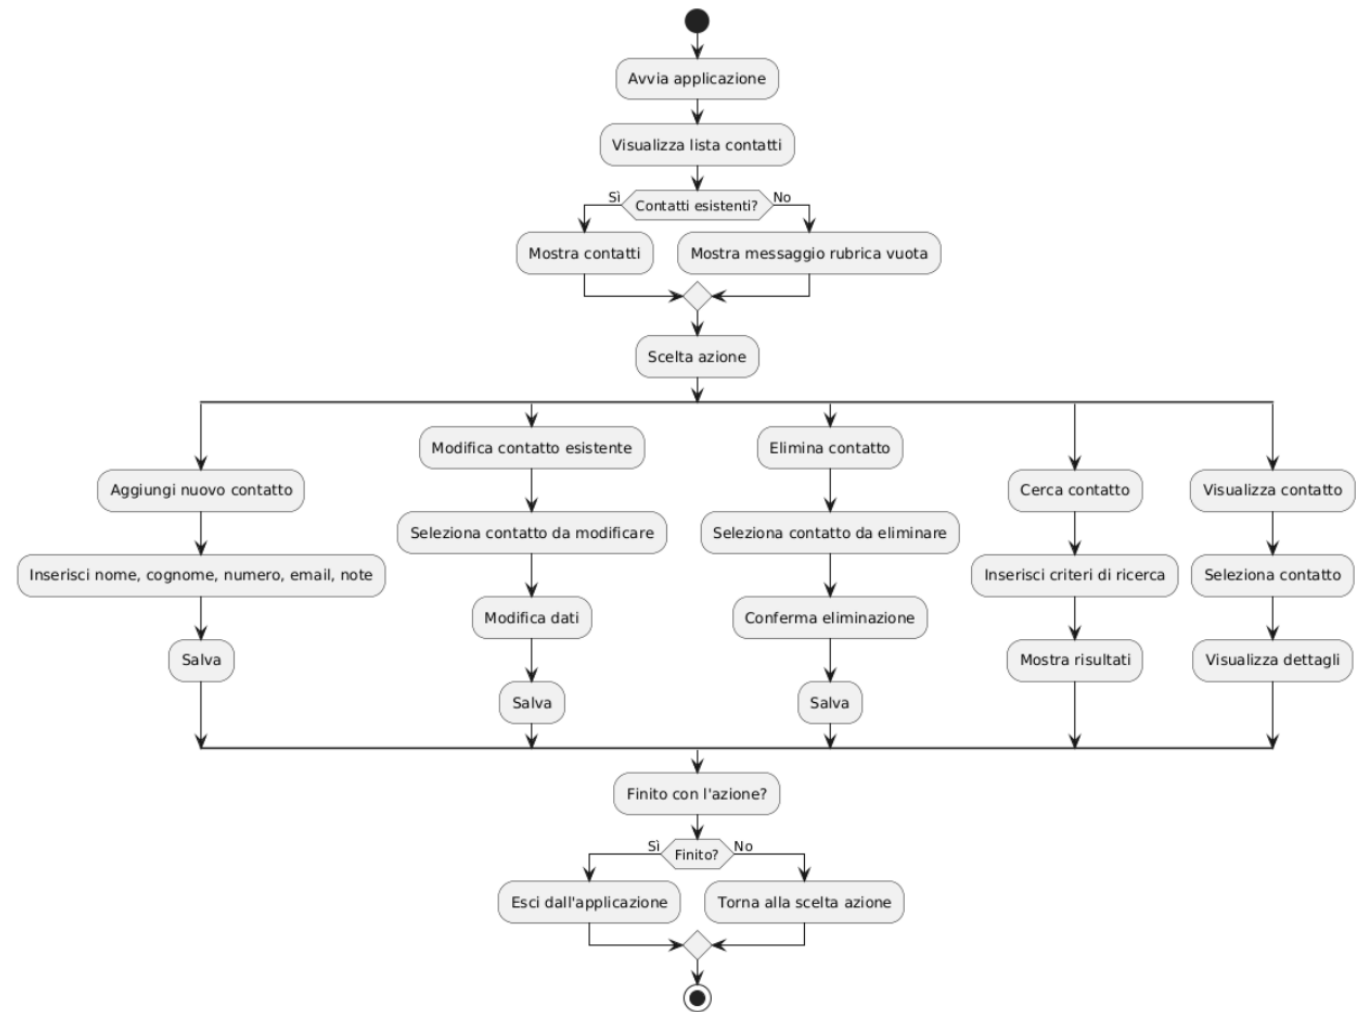 Avvia applicazione
Visualizza lista contatti
Sì
Contatti esistenti?
No
Mostra contatti
Mostra messaggio rubrica vuota
Scelta azione
Aggiungi nuovo contatto
Inserisci nome, cognome, numero, email, note
Salva
Modifica contatto esistente
Seleziona contatto da modificare
Modifica dati
Salva
Elimina contatto
Seleziona contatto da eliminare
Conferma eliminazione
Salva
Cerca contatto
Inserisci criteri di ricerca
Mostra risultati
Visualizza contatto
Seleziona contatto
Visualizza dettagli
Finito con l'azione?
Sì
Finito?
No
Esci dall'applicazione
Torna alla scelta azione